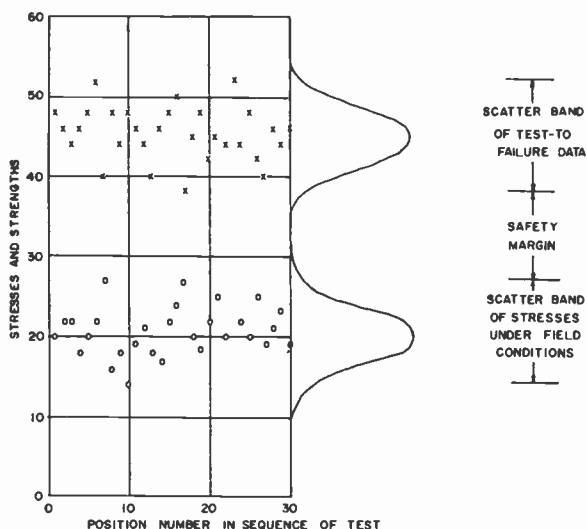 60
50
40
30
20
10
0
STRESSES AND STRENGTHS
0 10 20 30
POSITION NUMBER IN SEQUENCE OF TEST
SCATTER BAND
OF TEST-TO
FAILURE DATA
SAFETY
MARGIN
SCATTER BAND
OF STRESSES
UNDER FIELD
CONDITIONS